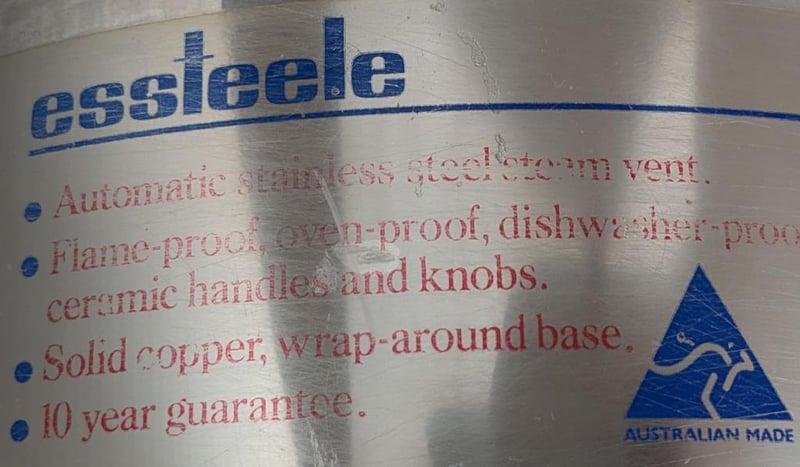 essteele
• Automatic stainless steel steam vent.
• Flame-proof, oven-proof, dishwasher-proo
ceramic handles and knobs.
• Solid copper, wrap-around base.
• 10 year guarantee.
AUSTRALIAN MADE